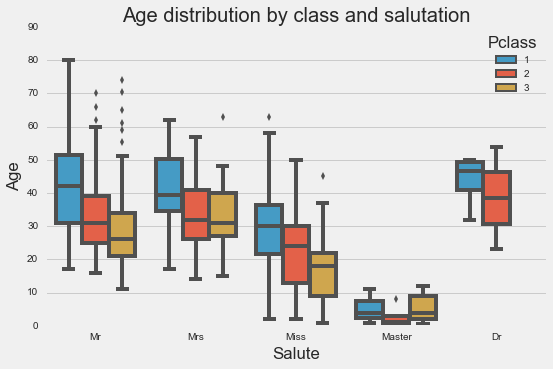 Age distribution by class and salutation
Pclass
1
2
3
90
80
70
60
50
40
30
20
10
0
Age
Mr Mrs Miss Master Dr
Salute